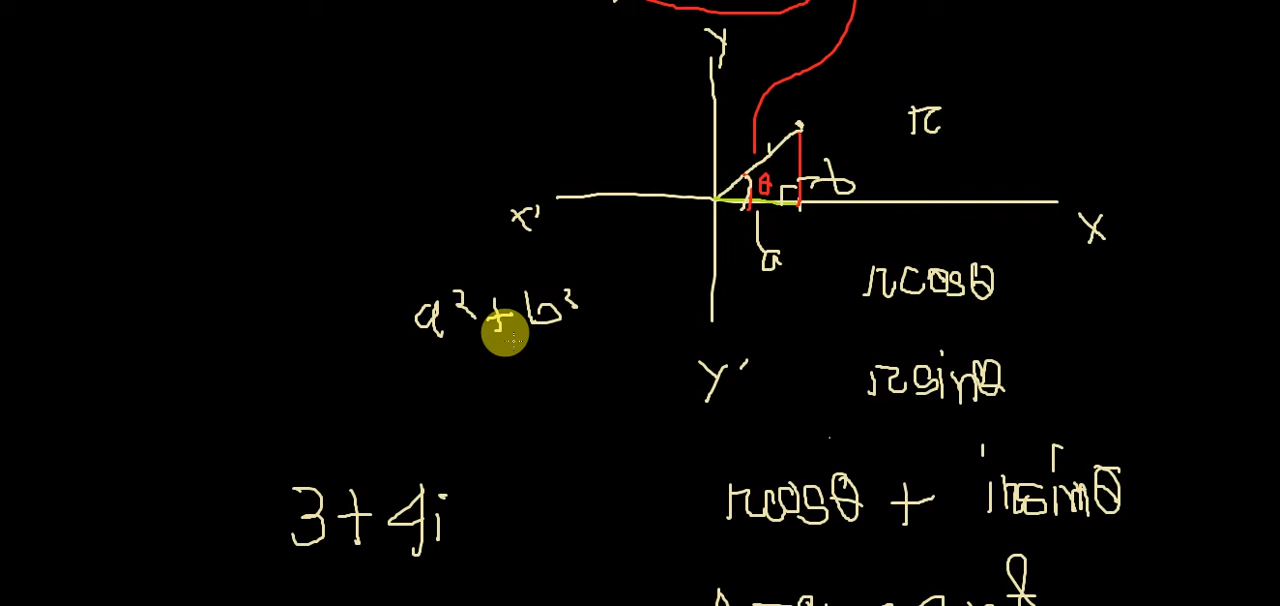 Y
r
θ
b
X'
X
a
rcosθ
a² + b²
Y'
rsinθ
3 + 4i
rcosθ + irsinθ